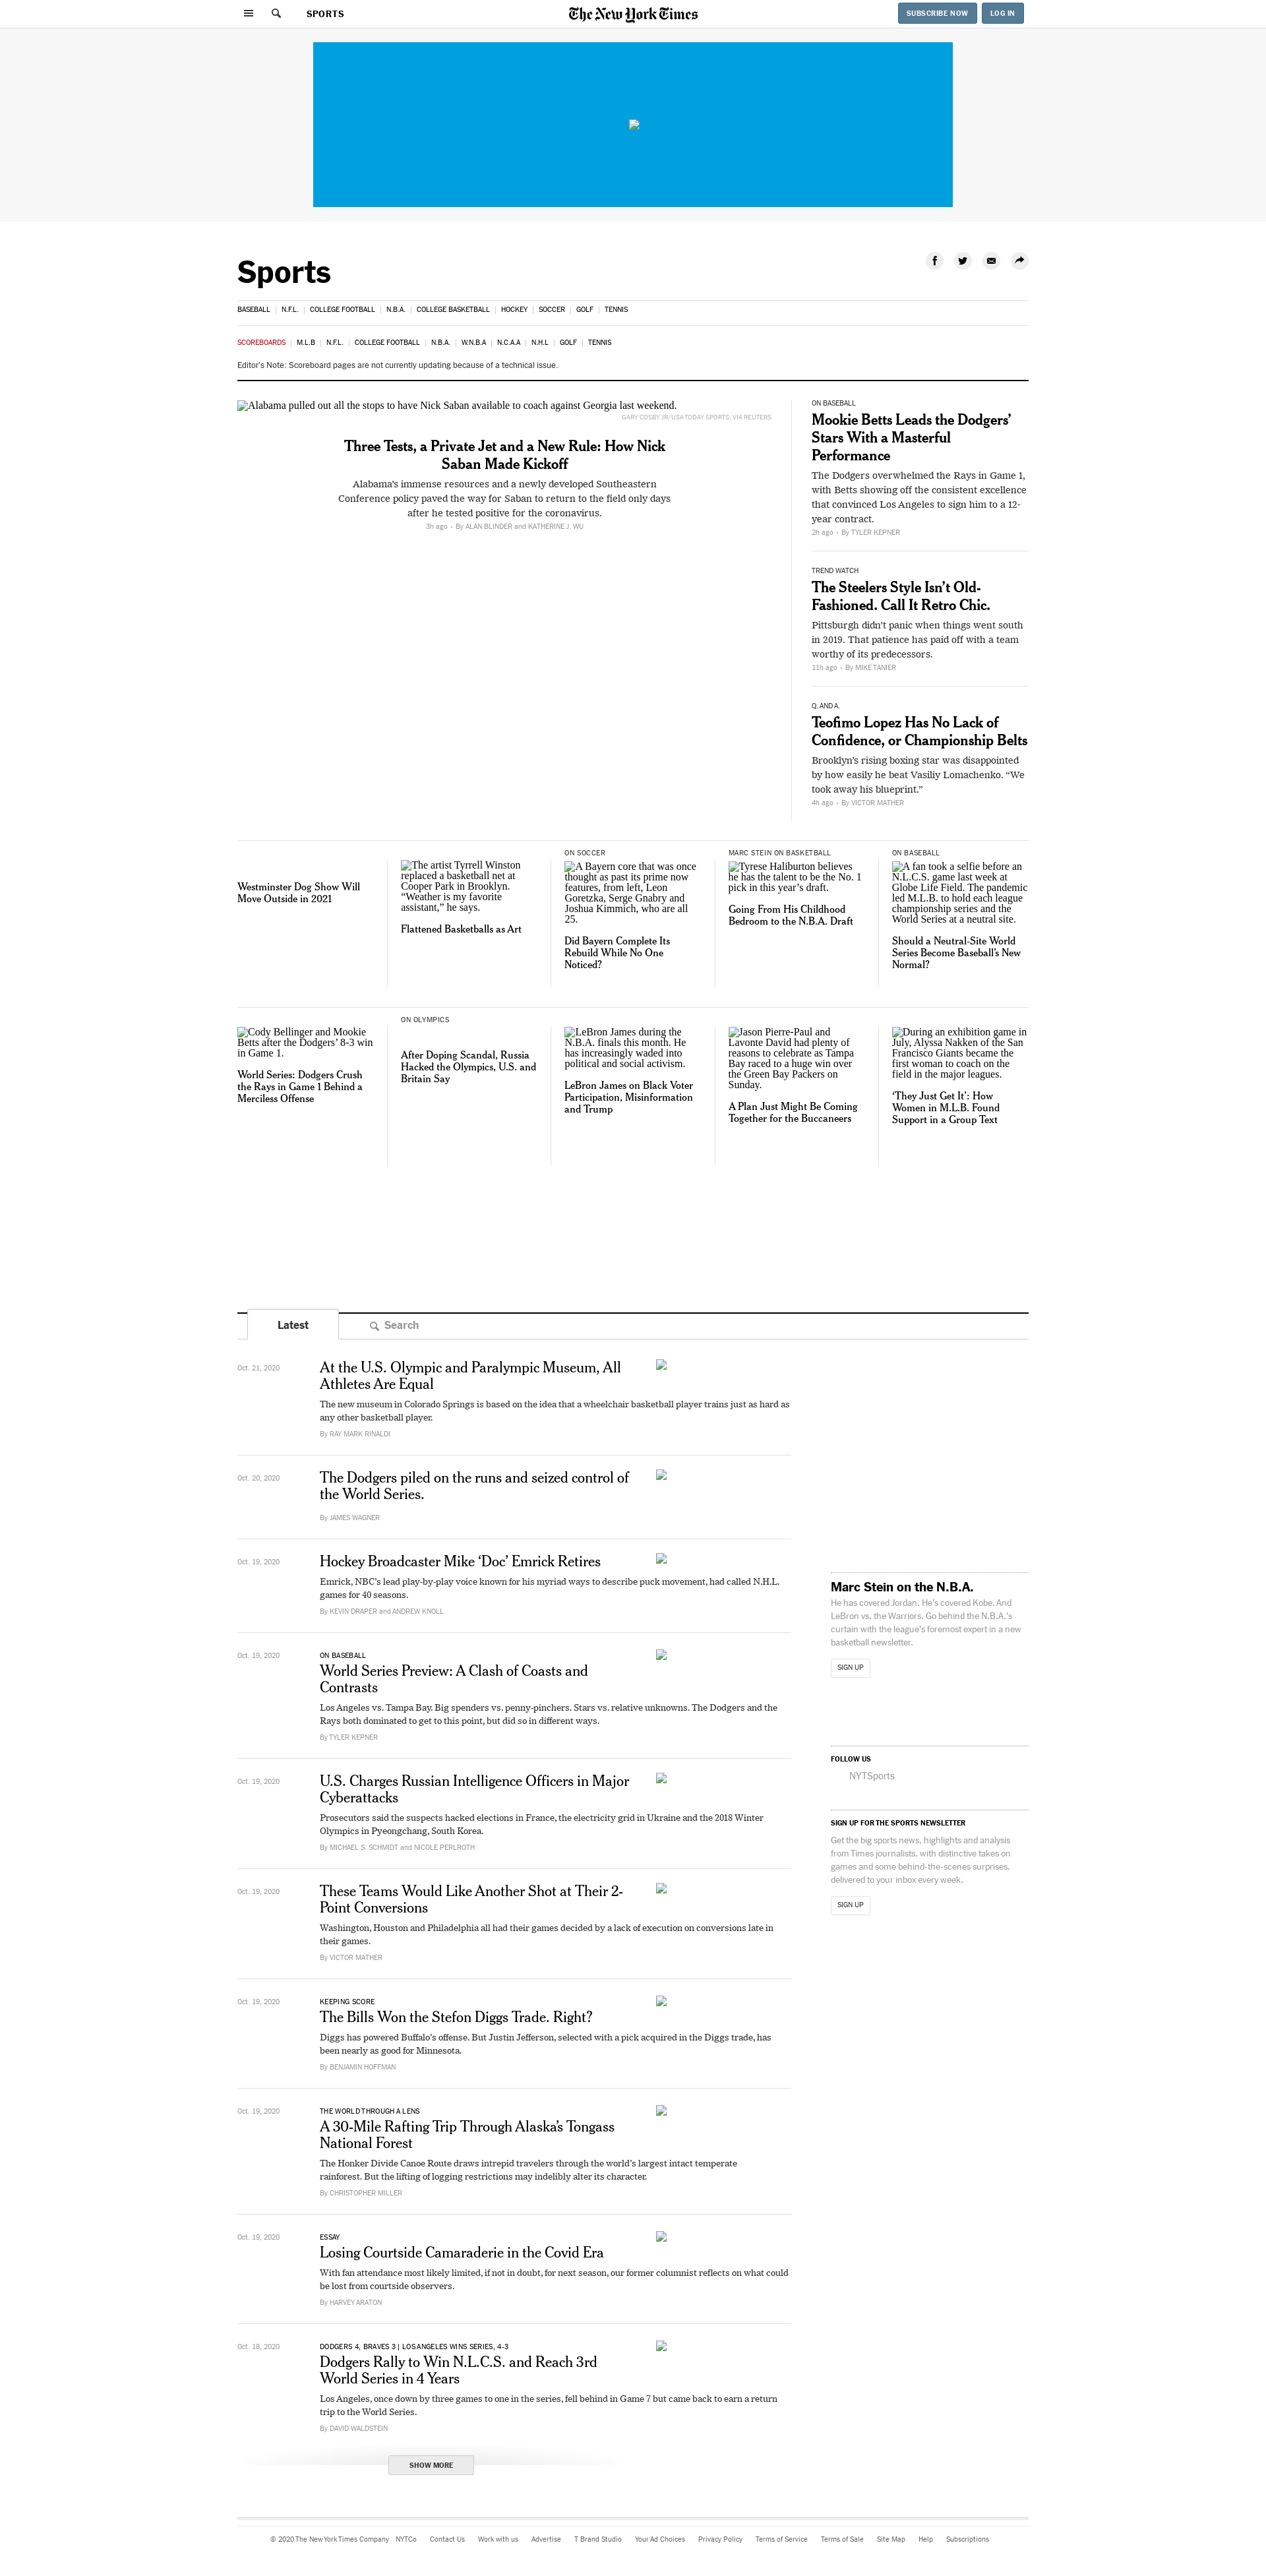 SPORTS
The New York Times
SUBSCRIBE NOW
LOG IN
Sports
BASEBALL | N.F.L. | COLLEGE FOOTBALL | N.B.A. | COLLEGE BASKETBALL | HOCKEY | SOCCER | GOLF | TENNIS
SCOREBOARDS | M.L.B | N.F.L. | COLLEGE FOOTBALL | N.B.A. | W.N.B.A | N.C.A.A | N.H.L | GOLF | TENNIS
Editor's Note: Scoreboard pages are not currently updating because of a technical issue.
Alabama pulled out all the stops to have Nick Saban available to coach against Georgia last weekend.
GARY COSBY JR/USA TODAY SPORTS, VIA REUTERS
Three Tests, a Private Jet and a New Rule: How Nick
Saban Made Kickoff
Alabama's immense resources and a newly developed Southeastern
Conference policy paved the way for Saban to return to the field only days
after he tested positive for the coronavirus.
3h ago • By ALAN BLINDER and KATHERINE J. WU
ON BASEBALL
Mookie Betts Leads the Dodgers’
Stars With a Masterful
Performance
The Dodgers overwhelmed the Rays in Game 1,
with Betts showing off the consistent excellence
that convinced Los Angeles to sign him to a 12-
year contract.
2h ago • By TYLER KEPNER
TREND WATCH
The Steelers Style Isn’t Old-
Fashioned. Call It Retro Chic.
Pittsburgh didn’t panic when things went south
in 2019. That patience has paid off with a team
worthy of its predecessors.
11h ago • By MIKE TANIER
Q. AND A.
Teofimo Lopez Has No Lack of
Confidence, or Championship Belts
Brooklyn’s rising boxing star was disappointed
by how easily he beat Vasiliy Lomachenko. “We
took away his blueprint.”
4h ago • By VICTOR MATHER
Westminster Dog Show Will
Move Outside in 2021
The artist Tyrrell Winston
replaced a basketball net at
Cooper Park in Brooklyn.
“Weather is my favorite
assistant,” he says.
Flattened Basketballs as Art
ON SOCCER
A Bayern core that was once
thought as past its prime now
features, from left, Leon
Goretzka, Serge Gnabry and
Joshua Kimmich, who are all
25.
Did Bayern Complete Its
Rebuild While No One
Noticed?
MARC STEIN ON BASKETBALL
Tyrese Haliburton believes
he has the talent to be the No. 1
pick in this year’s draft.
Going From His Childhood
Bedroom to the N.B.A. Draft
ON BASEBALL
A fan took a selfie before an
N.L.C.S. game last week at
Globe Life Field. The pandemic
led M.L.B. to hold each league
championship series and the
World Series at a neutral site.
Should a Neutral-Site World
Series Become Baseball’s New
Normal?
Cody Bellinger and Mookie
Betts after the Dodgers’ 8-3 win
in Game 1.
World Series: Dodgers Crush
the Rays in Game 1 Behind a
Merciless Offense
ON OLYMPICS
After Doping Scandal, Russia
Hacked the Olympics, U.S. and
Britain Say
LeBron James during the
N.B.A. finals this month. He
has increasingly waded into
political and social activism.
LeBron James on Black Voter
Participation, Misinformation
and Trump
Jason Pierre-Paul and
Lavonte David had plenty of
reasons to celebrate as Tampa
Bay raced to a huge win over
the Green Bay Packers on
Sunday.
A Plan Just Might Be Coming
Together for the Buccaneers
During an exhibition game in
July, Alyssa Nakken of the San
Francisco Giants became the
first woman to coach on the
field in the major leagues.
‘They Just Get It’: How
Women in M.L.B. Found
Support in a Group Text
Latest
Search
Oct. 21, 2020
At the U.S. Olympic and Paralympic Museum, All
Athletes Are Equal
The new museum in Colorado Springs is based on the idea that a wheelchair basketball player trains just as hard as
any other basketball player.
By RAY MARK RINALDI
Oct. 20, 2020
The Dodgers piled on the runs and seized control of
the World Series.
By JAMES WAGNER
Oct. 19, 2020
Hockey Broadcaster Mike ‘Doc’ Emrick Retires
Emrick, NBC’s lead play-by-play voice known for his myriad ways to describe puck movement, had called N.H.L.
games for 40 seasons.
By KEVIN DRAPER and ANDREW KNOLL
Oct. 19, 2020
ON BASEBALL
World Series Preview: A Clash of Coasts and
Contrasts
Los Angeles vs. Tampa Bay. Big spenders vs. penny-pinchers. Stars vs. relative unknowns. The Dodgers and the
Rays both dominated to get to this point, but did so in different ways.
By TYLER KEPNER
Oct. 19, 2020
U.S. Charges Russian Intelligence Officers in Major
Cyberattacks
Prosecutors said the suspects hacked elections in France, the electricity grid in Ukraine and the 2018 Winter
Olympics in Pyeongchang, South Korea.
By MICHAEL S. SCHMIDT and NICOLE PERLROTH
Oct. 19, 2020
These Teams Would Like Another Shot at Their 2-
Point Conversions
Washington, Houston and Philadelphia all had their games decided by a lack of execution on conversions late in
their games.
By VICTOR MATHER
Oct. 19, 2020
KEEPING SCORE
The Bills Won the Stefon Diggs Trade. Right?
Diggs has powered Buffalo’s offense. But Justin Jefferson, selected with a pick acquired in the Diggs trade, has
been nearly as good for Minnesota.
By BENJAMIN HOFFMAN
Oct. 19, 2020
THE WORLD THROUGH A LENS
A 30-Mile Rafting Trip Through Alaska’s Tongass
National Forest
The Honker Divide Canoe Route draws intrepid travelers through the world’s largest intact temperate
rainforest. But the lifting of logging restrictions may indelibly alter its character.
By CHRISTOPHER MILLER
Oct. 19, 2020
ESSAY
Losing Courtside Camaraderie in the Covid Era
With fan attendance most likely limited, if not in doubt, for next season, our former columnist reflects on what could
be lost from courtside observers.
By HARVEY ARATON
Oct. 18, 2020
DODGERS 4, BRAVES 3 | LOS ANGELES WINS SERIES, 4-3
Dodgers Rally to Win N.L.C.S. and Reach 3rd
World Series in 4 Years
Los Angeles, once down by three games to one in the series, fell behind in Game 7 but came back to earn a return
trip to the World Series.
By DAVID WALDSTEIN
SHOW MORE
Marc Stein on the N.B.A.
He has covered Jordan. He's covered Kobe. And
LeBron vs. the Warriors. Go behind the N.B.A.'s
curtain with the league's foremost expert in a new
basketball newsletter.
SIGN UP
FOLLOW US
NYTSports
SIGN UP FOR THE SPORTS NEWSLETTER
Get the big sports news, highlights and analysis
from Times journalists, with distinctive takes on
games and some behind-the-scenes surprises,
delivered to your inbox every week.
SIGN UP
© 2020 The New York Times Company NYTCo Contact Us Work with us Advertise T Brand Studio Your Ad Choices Privacy Policy Terms of Service Terms of Sale Site Map Help Subscriptions